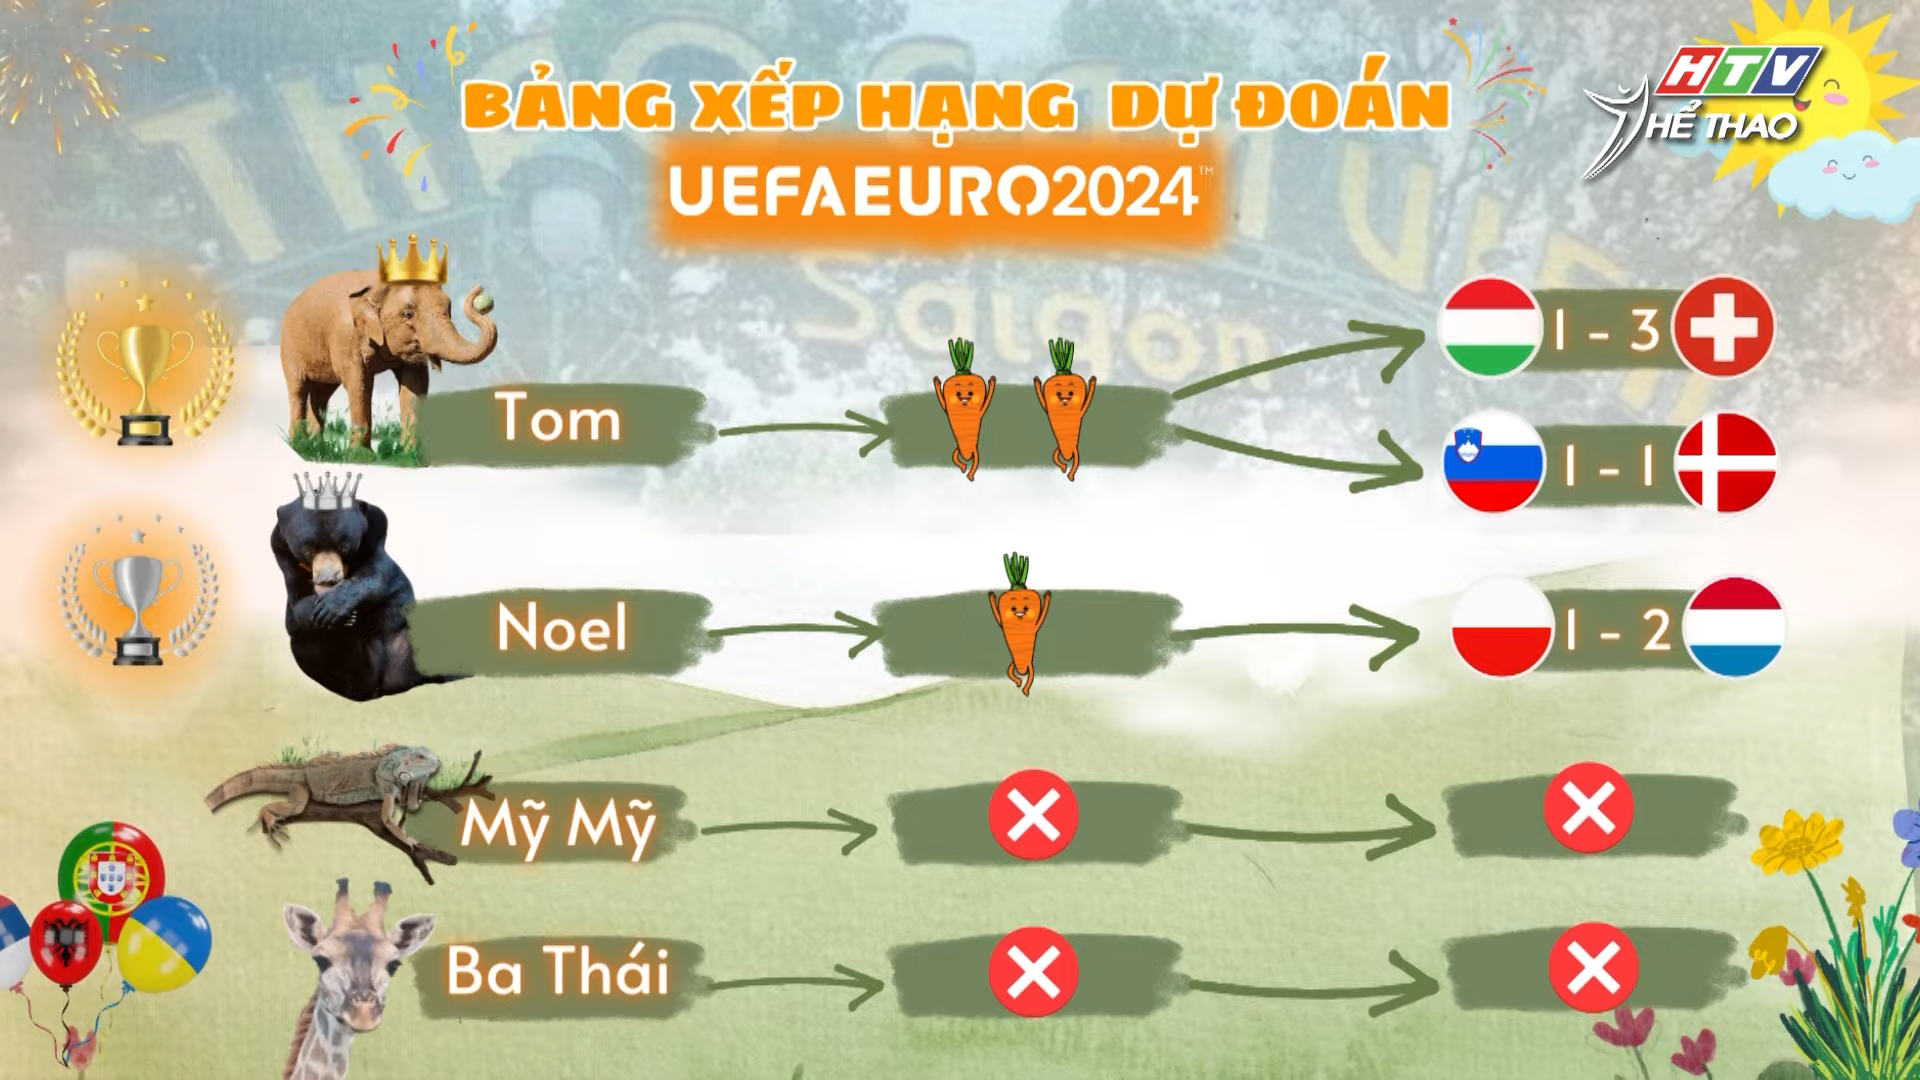 BẢNG XẾP HẠNG DỰ ĐOÁN
HTV
THỂ THAO
UEFAEURO2024™
Saigon
1 - 3
Tom
1 - 1
Noel
1 - 2
Mỹ Mỹ
Ba Thái